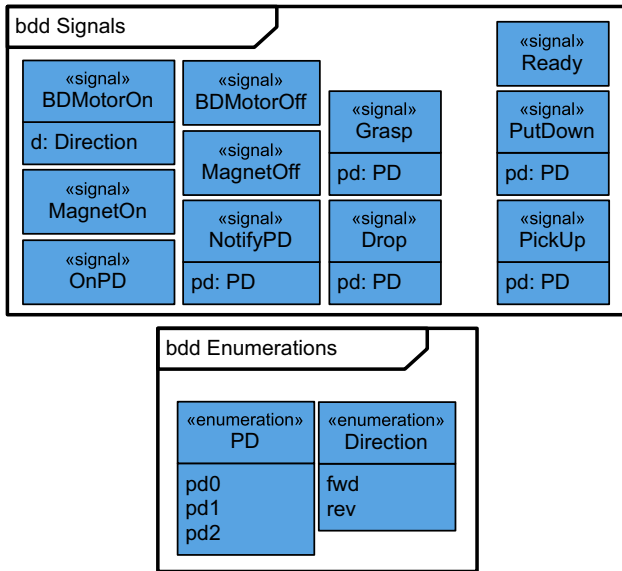 bdd Signals
«signal»
BDMotorOn
d: Direction
«signal»
MagnetOn
«signal»
OnPD
«signal»
BDMotorOff
«signal»
MagnetOff
«signal»
NotifyPD
pd: PD
«signal»
Grasp
pd: PD
«signal»
Drop
pd: PD
«signal»
Ready
«signal»
PutDown
pd: PD
«signal»
PickUp
pd: PD
bdd Enumerations
«enumeration»
PD
pd0
pd1
pd2
«enumeration»
Direction
fwd
rev